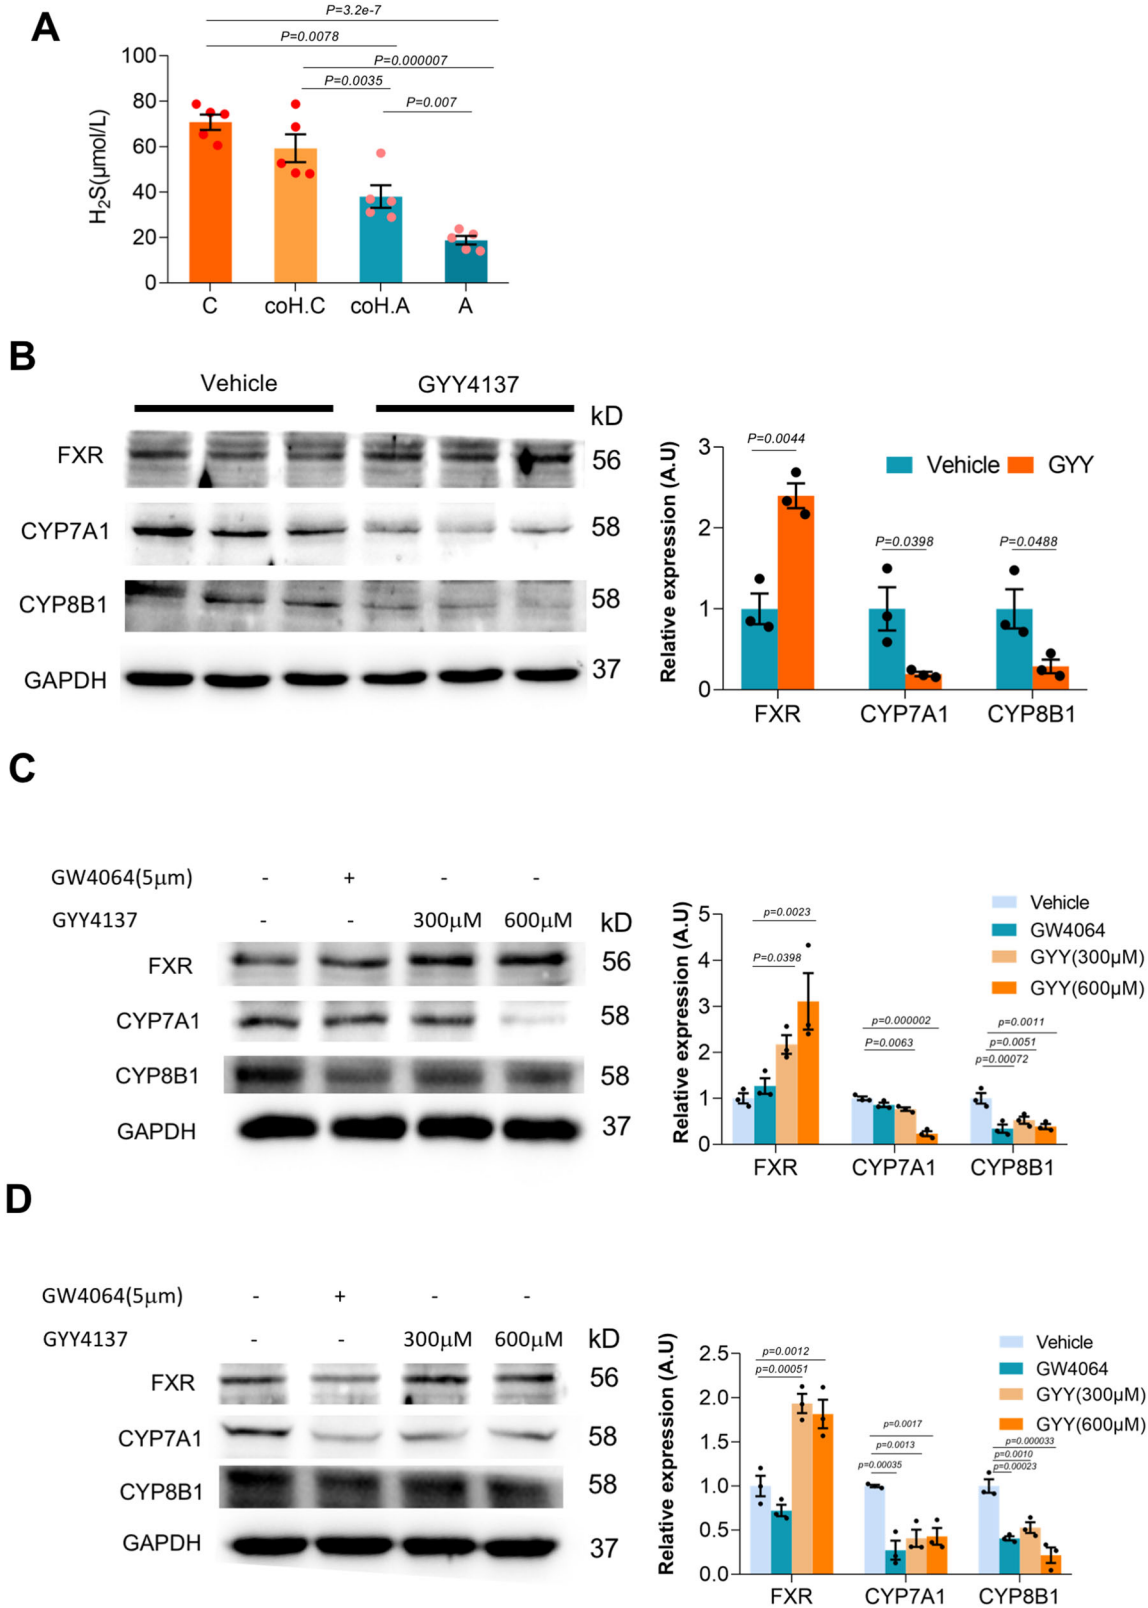 A
P=3.2e-7
P=0.0078
P=0.000007
P=0.0035
P=0.007
H2S(μmol/L)
100
80
60
40
20
0
C coH.C coH.A A
B
Vehicle GYY4137
kD
FXR 56
CYP7A1 58
CYP8B1 58
GAPDH 37
Relative expression (A.U)
3
2
1
0
Vehicle GYY
P=0.0044
P=0.0398
P=0.0488
FXR CYP7A1 CYP8B1
C
GW4064(5μm) - + - -
GYY4137 - - 300μM 600μM kD
FXR 56
CYP7A1 58
CYP8B1 58
GAPDH 37
Relative expression (A.U)
5
4
3
2
1
0
Vehicle
GW4064
GYY(300μM)
GYY(600μM)
p=0.0023
P=0.0398
p=0.000002
P=0.0063
p=0.0011
p=0.0051
p=0.00072
FXR CYP7A1 CYP8B1
D
GW4064(5μm) - + - -
GYY4137 - - 300μM 600μM kD
FXR 56
CYP7A1 58
CYP8B1 58
GAPDH 37
Relative expression (A.U)
2.5
2.0
1.5
1.0
0.5
0.0
Vehicle
GW4064
GYY(300μM)
GYY(600μM)
p=0.0012
p=0.00051
p=0.0017
p=0.0013
p=0.00035
p=0.000033
p=0.0010
p=0.00023
FXR CYP7A1 CYP8B1